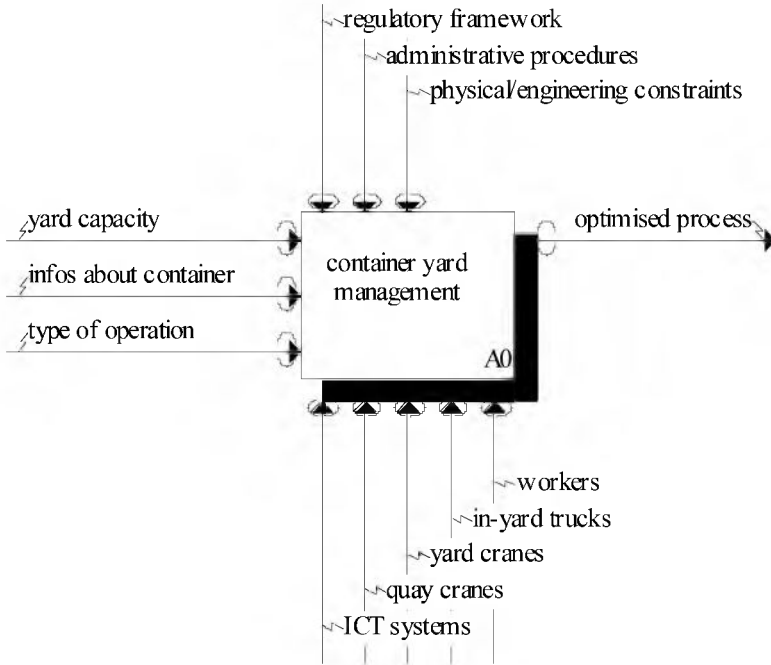 regulatory framework
administrative procedures
physical/engineering constraints
yard capacity
optimised process
infos about container
container yard
management
type of operation
A0
workers
in-yard trucks
yard cranes
quay cranes
ICT systems